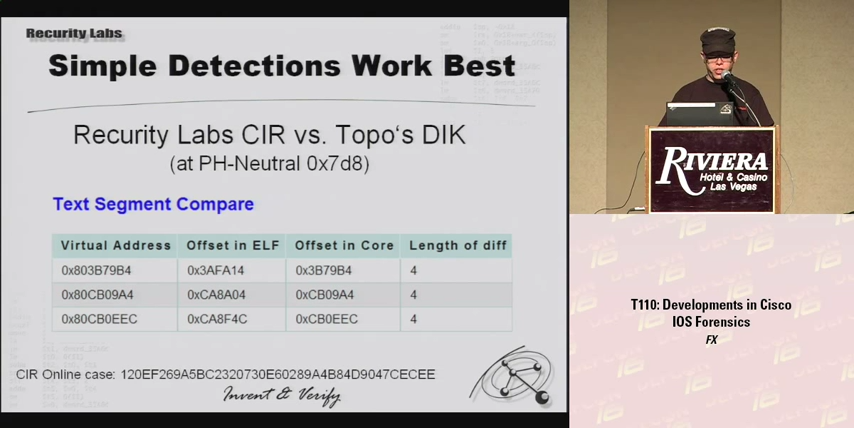 Recurity Labs
Simple Detections Work Best
Recurity Labs CIR vs. Topo‘s DIK
(at PH-Neutral 0x7d8)
Text Segment Compare
Virtual Address Offset in ELF Offset in Core Length of diff
0x803B79B4 0x3AFA14 0x3B79B4 4
0x80CB09A4 0xCA8A04 0xCB09A4 4
0x80CB0EEC 0xCA8F4C 0xCB0EEC 4
CIR Online case: 120EF269A5BC2320730E60289A4B84D9047CECEE
Invent & Verify
RIVIERA
Hotel & Casino
Las Vegas
T110: Developments in Cisco
IOS Forensics
FX